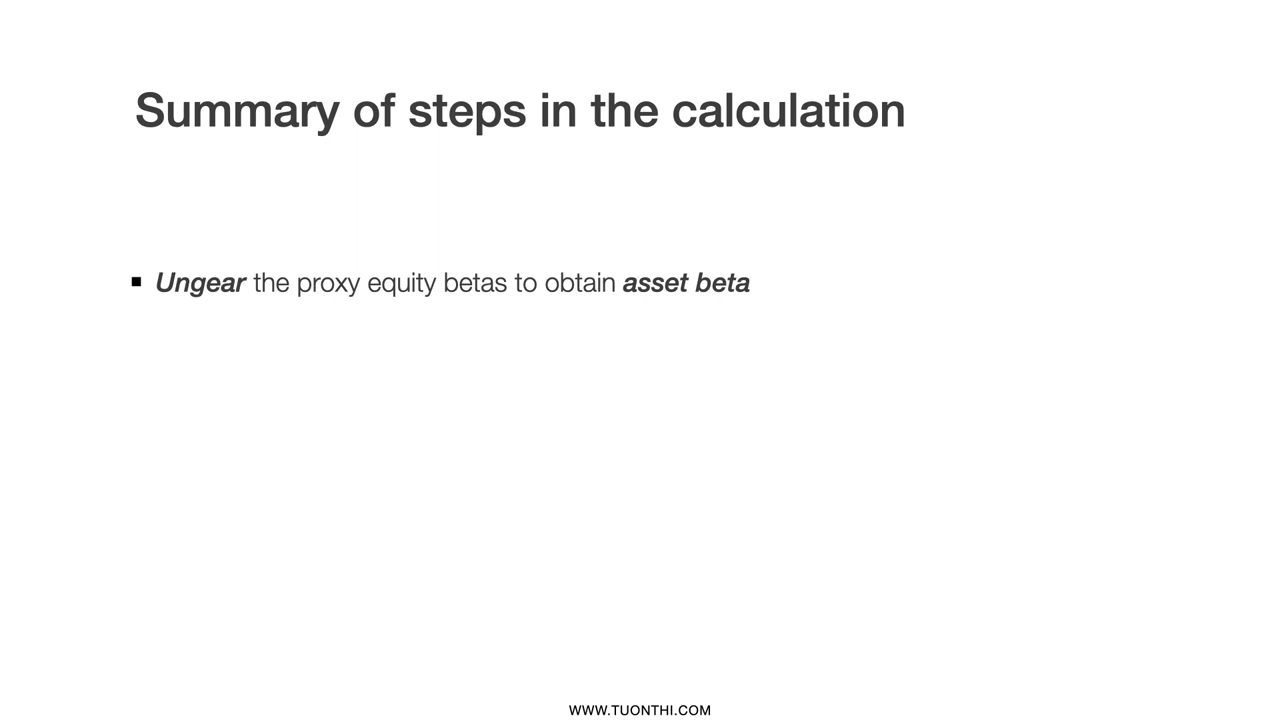 Summary of steps in the calculation
▪ Ungear the proxy equity betas to obtain asset beta
WWW.TUONTHI.COM